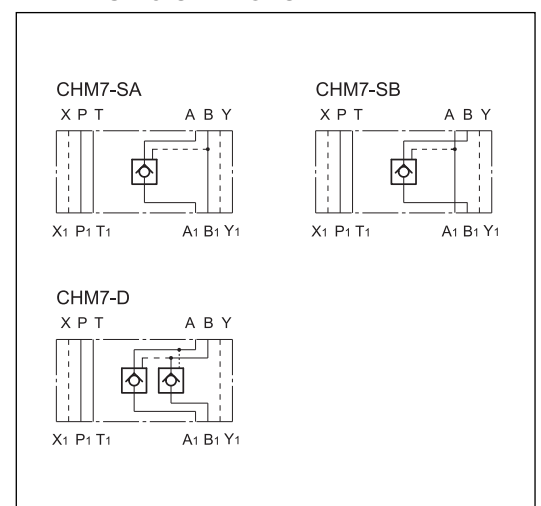 CHM7-SA
X P T A B Y
X1 P1 T1 A1 B1 Y1
CHM7-SB
X P T A B Y
X1 P1 T1 A1 B1 Y1
CHM7-D
X P T A B Y
X1 P1 T1 A1 B1 Y1